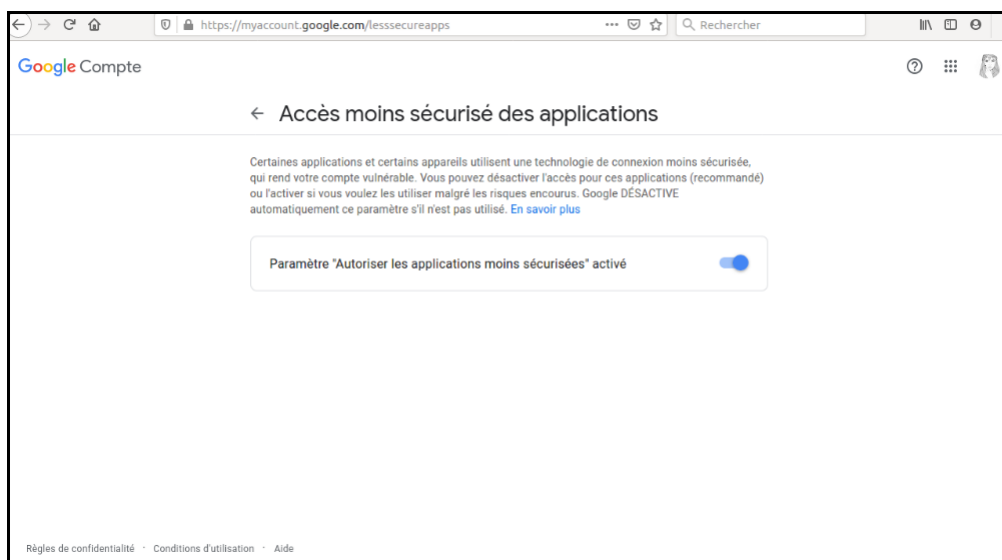 https://myaccount.google.com/lesssecureapps
Rechercher
Google Compte
Accès moins sécurisé des applications
Certaines applications et certains appareils utilisent une technologie de connexion moins sécurisée,
qui rend votre compte vulnérable. Vous pouvez désactiver l'accès pour ces applications (recommandé)
ou l'activer si vous voulez les utiliser malgré les risques encourus. Google DÉSACTIVE
automatiquement ce paramètre s'il n'est pas utilisé. En savoir plus
Paramètre "Autoriser les applications moins sécurisées" activé
Règles de confidentialité · Conditions d'utilisation · Aide